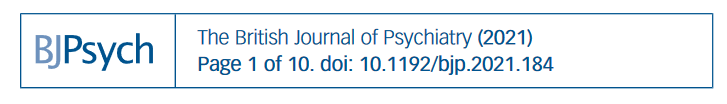 BJPsych
The British Journal of Psychiatry (2021)
Page 1 of 10. doi: 10.1192/bjp.2021.184